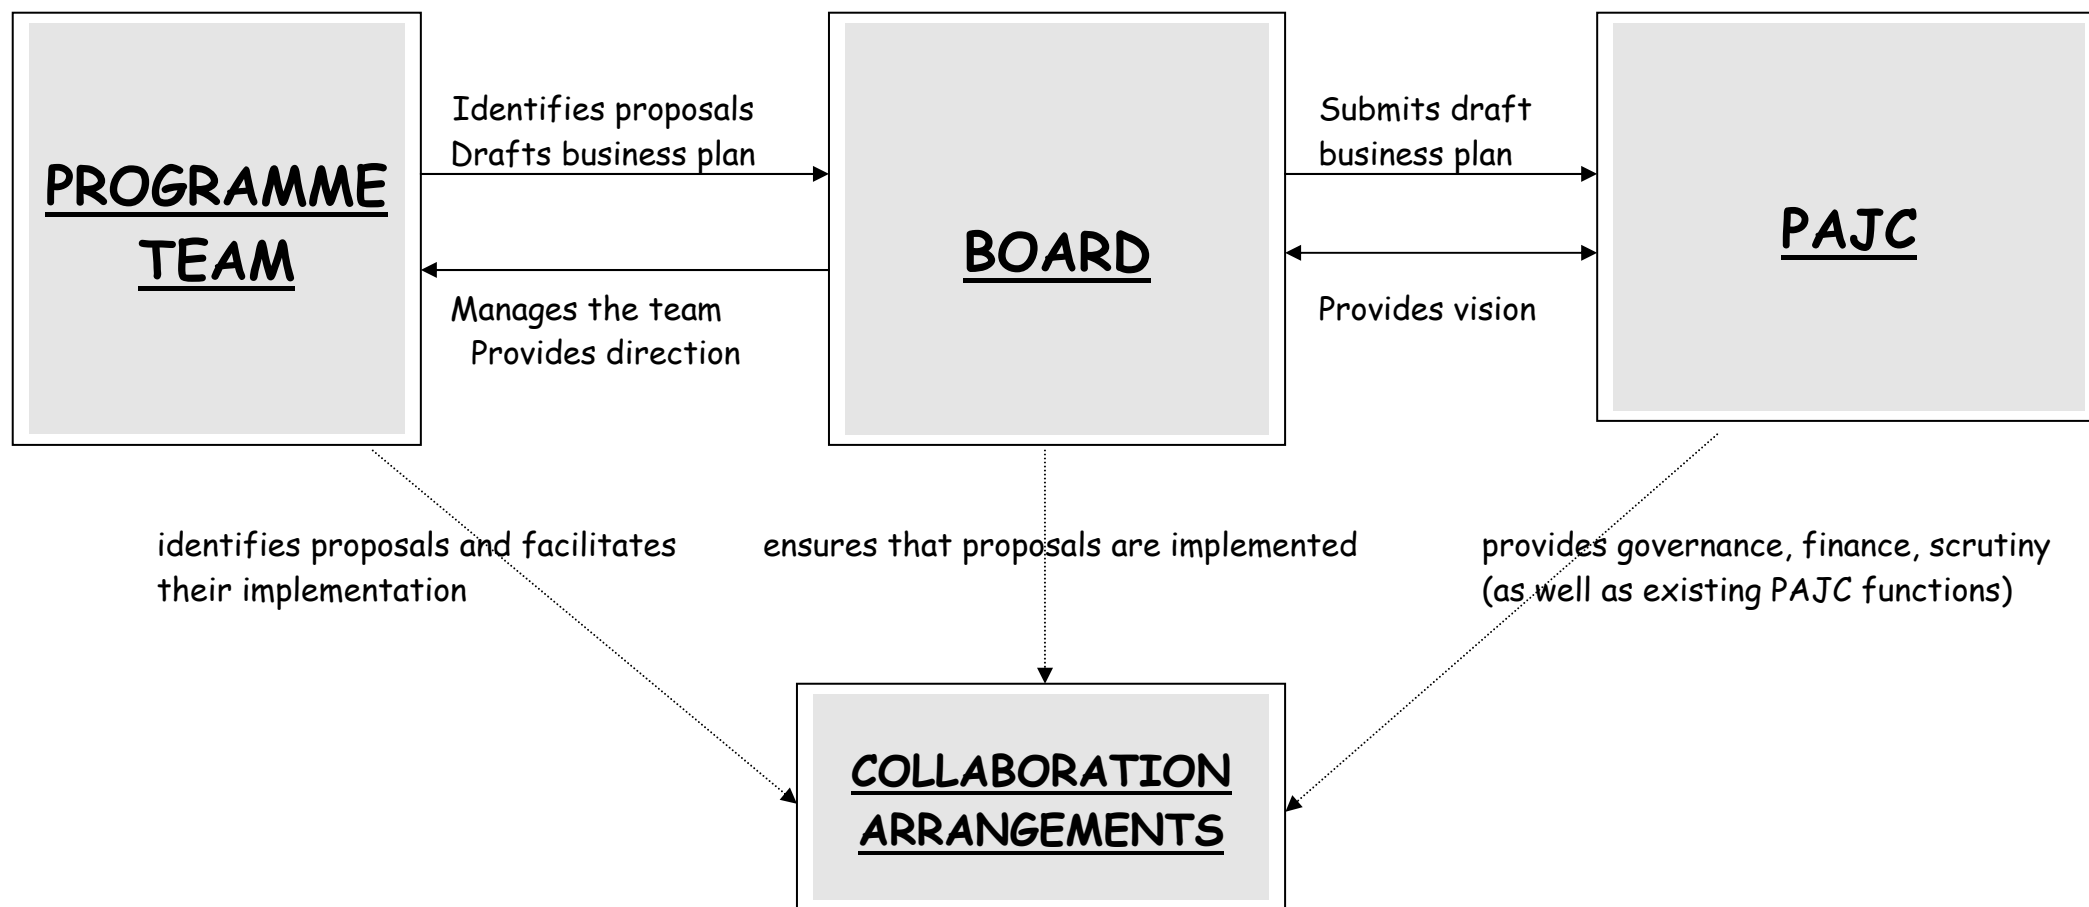 PROGRAMME
TEAM
Identifies proposals
Drafts business plan
Manages the team
Provides direction
BOARD
Submits draft
business plan
Provides vision
PAJC
identifies proposals and facilitates
their implementation
ensures that proposals are implemented
provides governance, finance, scrutiny
(as well as existing PAJC functions)
COLLABORATION
ARRANGEMENTS